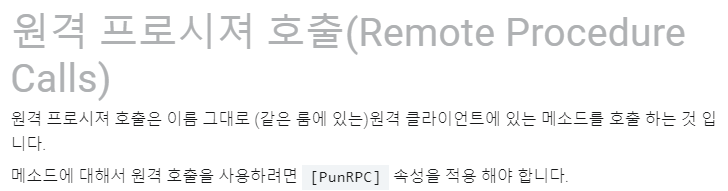 원격 프로시져 호출(Remote Procedure
Calls)
원격 프로시져 호출은 이름 그대로 (같은 룸에 있는)원격 클라이언트에 있는 메소드를 호출 하는 것 입
니다.
메소드에 대해서 원격 호출을 사용하려면 [PunRPC] 속성을 적용 해야 합니다.